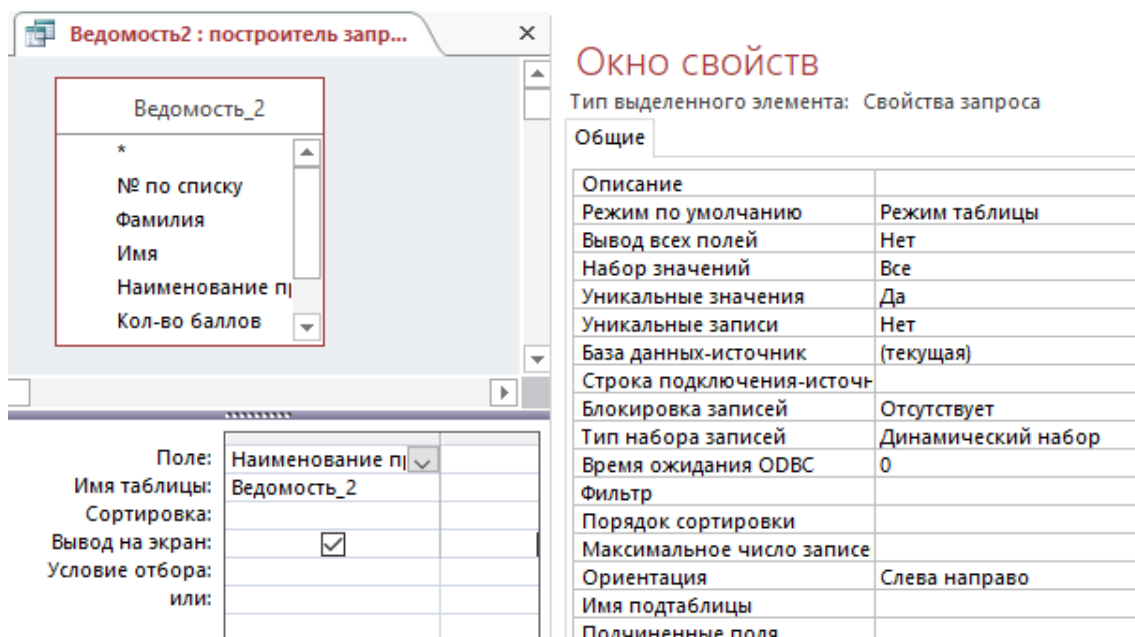 Ведомость2 : построитель запр...
Ведомость_2
*
№ по списку
Фамилия
Имя
Наименование п
Кол-во баллов
Поле: Наименование п
Имя таблицы: Ведомость_2
Сортировка:
Вывод на экран:
Условие отбора:
или:
Окно свойств
Тип выделенного элемента: Свойства запроса
Общие
Описание
Режим по умолчанию Режим таблицы
Вывод всех полей Нет
Набор значений Все
Уникальные значения Да
Уникальные записи Нет
База данных-источник (текущая)
Строка подключения-источн
Блокировка записей Отсутствует
Тип набора записей Динамический набор
Время ожидания ODBC 0
Фильтр
Порядок сортировки
Максимальное число записе
Ориентация Слева направо
Имя подтаблицы
Подчиненные поля